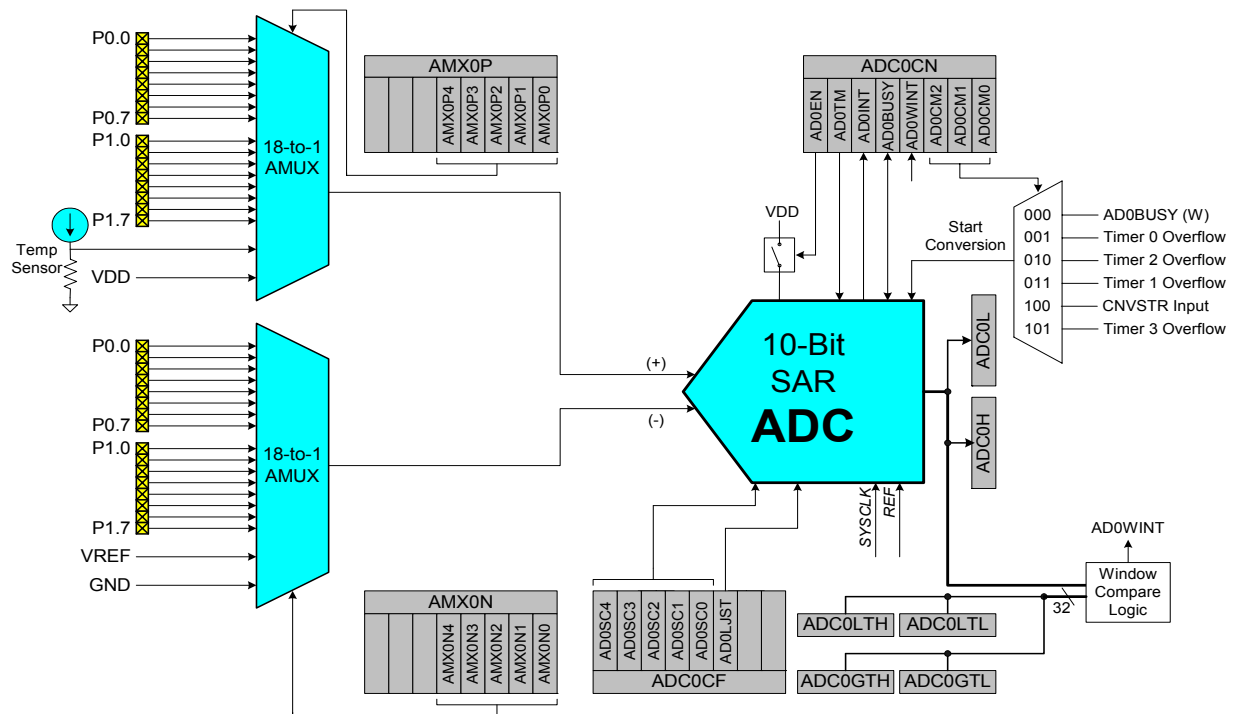 P0.0
P0.7
P1.0
P1.7
Temp
Sensor
VDD
18-to-1
AMUX
AMX0P
AMX0P4
AMX0P3
AMX0P2
AMX0P1
AMX0P0
ADC0CN
AD0EN
AD0TM
AD0INT
AD0BUSY
AD0WINT
AD0CM2
AD0CM1
AD0CM0
VDD
Start
Conversion
000
AD0BUSY (W)
001
Timer 0 Overflow
010
Timer 2 Overflow
011
Timer 1 Overflow
100
CNVSTR Input
101
Timer 3 Overflow
P0.0
P0.7
P1.0
P1.7
VREF
GND
18-to-1
AMUX
(+)
(-)
10-Bit
SAR
ADC
ADC0L
ADC0H
SYSCLK
REF
AD0WINT
Window
Compare
Logic
32
AMX0N
AMX0N4
AMX0N3
AMX0N2
AMX0N1
AMX0N0
AD0SC4
AD0SC3
AD0SC2
AD0SC1
AD0SC0
AD0LJST
ADC0CF
ADC0LTH
ADC0LTL
ADC0GTH
ADC0GTL